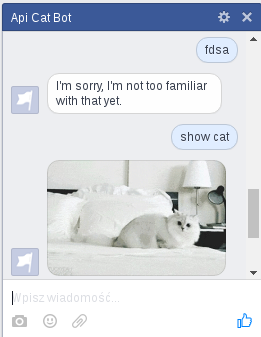 Api Cat Bot
fdsa
I'm sorry, I'm not too familiar
with that yet.
show cat
Wpisz wiadomość...